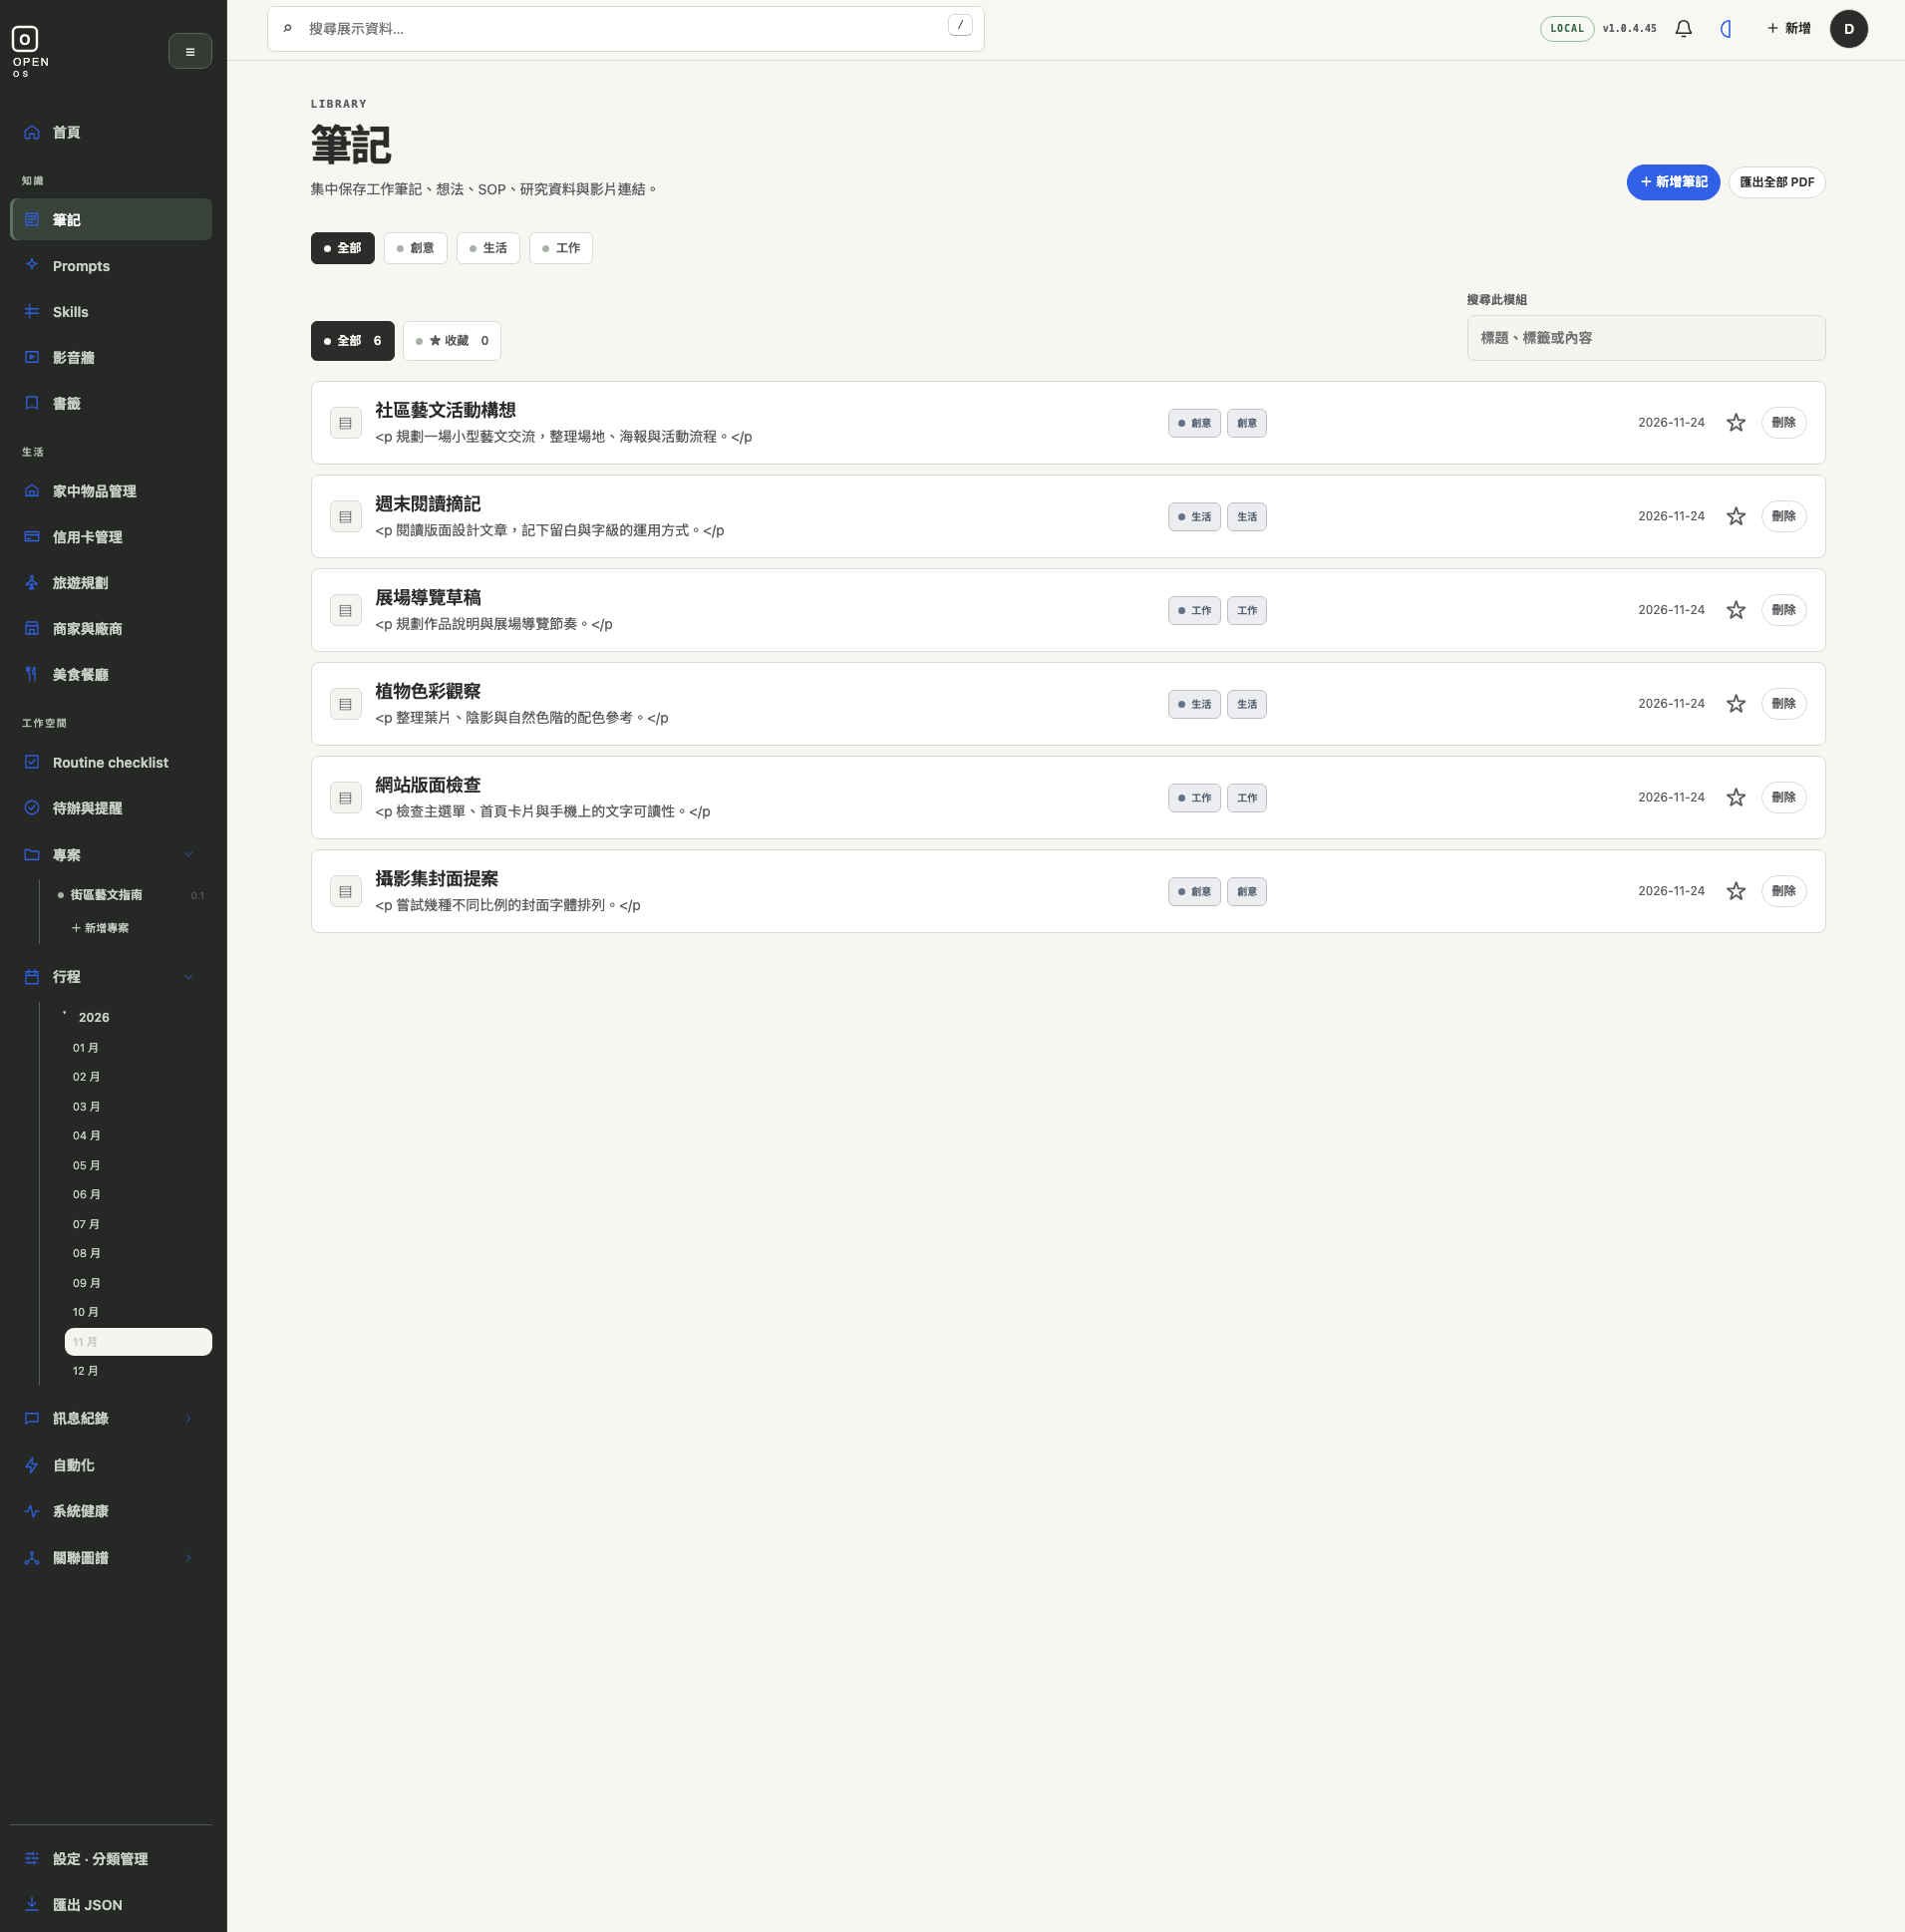 O
OPEN
OS
≡
首頁
知識
筆記
Prompts
Skills
影音牆
書籤
生活
家中物品管理
信用卡管理
旅遊規劃
商家與廠商
美食餐廳
工作空間
Routine checklist
待辦與提醒
專案
街區藝文指南 0.1
+ 新增專案
行程
2026
01 月
02 月
03 月
04 月
05 月
06 月
07 月
08 月
09 月
10 月
11 月
12 月
訊息紀錄
自動化
系統健康
關聯圖譜
設定 · 分類管理
匯出 JSON
搜尋展示資料... /
LOCAL v1.0.4.45 + 新增 D
LIBRARY
筆記
集中保存工作筆記、想法、SOP、研究資料與影片連結。
+ 新增筆記 匯出全部 PDF
全部 創意 生活 工作
搜尋此模組
全部 6 ★ 收藏 0
標題、標籤或內容
社區藝文活動構想
<p 規劃一場小型藝文交流，整理場地、海報與活動流程。</p
創意 創意 2026-11-24 刪除
週末閱讀摘記
<p 閱讀版面設計文章，記下留白與字級的運用方式。</p
生活 生活 2026-11-24 刪除
展場導覽草稿
<p 規劃作品說明與展場導覽節奏。</p
工作 工作 2026-11-24 刪除
植物色彩觀察
<p 整理葉片、陰影與自然色階的配色參考。</p
生活 生活 2026-11-24 刪除
網站版面檢查
<p 檢查主選單、首頁卡片與手機上的文字可讀性。</p
工作 工作 2026-11-24 刪除
攝影集封面提案
<p 嘗試幾種不同比例的封面字體排列。</p
創意 創意 2026-11-24 刪除